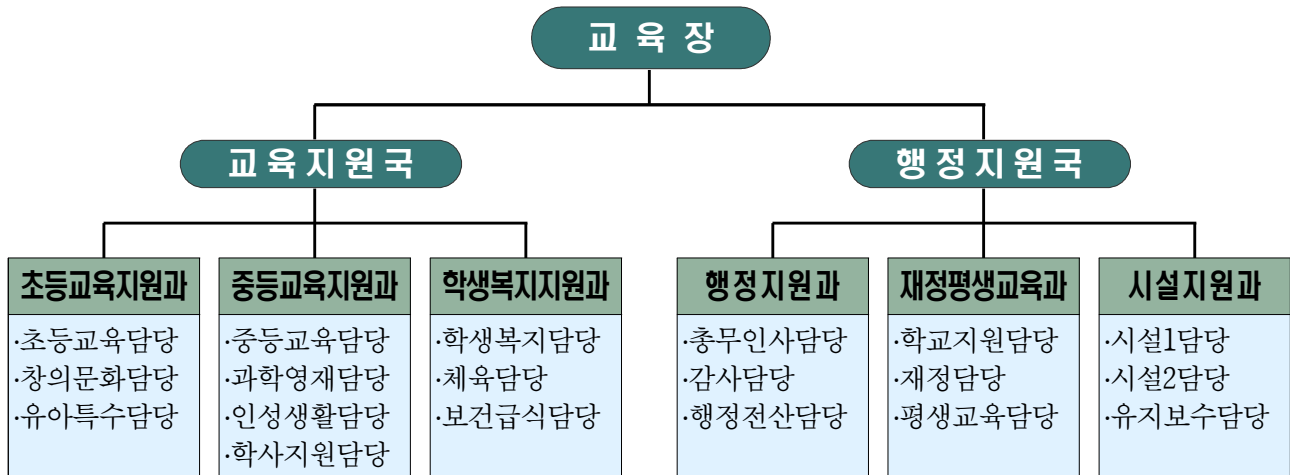 교 육 장
교 육 지 원 국
행 정 지 원 국
초등교육지원과
·초등교육담당
·창의문화담당
·유아특수담당
중등교육지원과
·중등교육담당
·과학영재담당
·인성생활담당
·학사지원담당
학생복지지원과
·학생복지담당
·체육담당
·보건급식담당
행정지원과
·총무인사담당
·감사담당
·행정전산담당
재정평생교육과
·학교지원담당
·재정담당
·평생교육담당
시설지원과
·시설1담당
·시설2담당
·유지보수담당